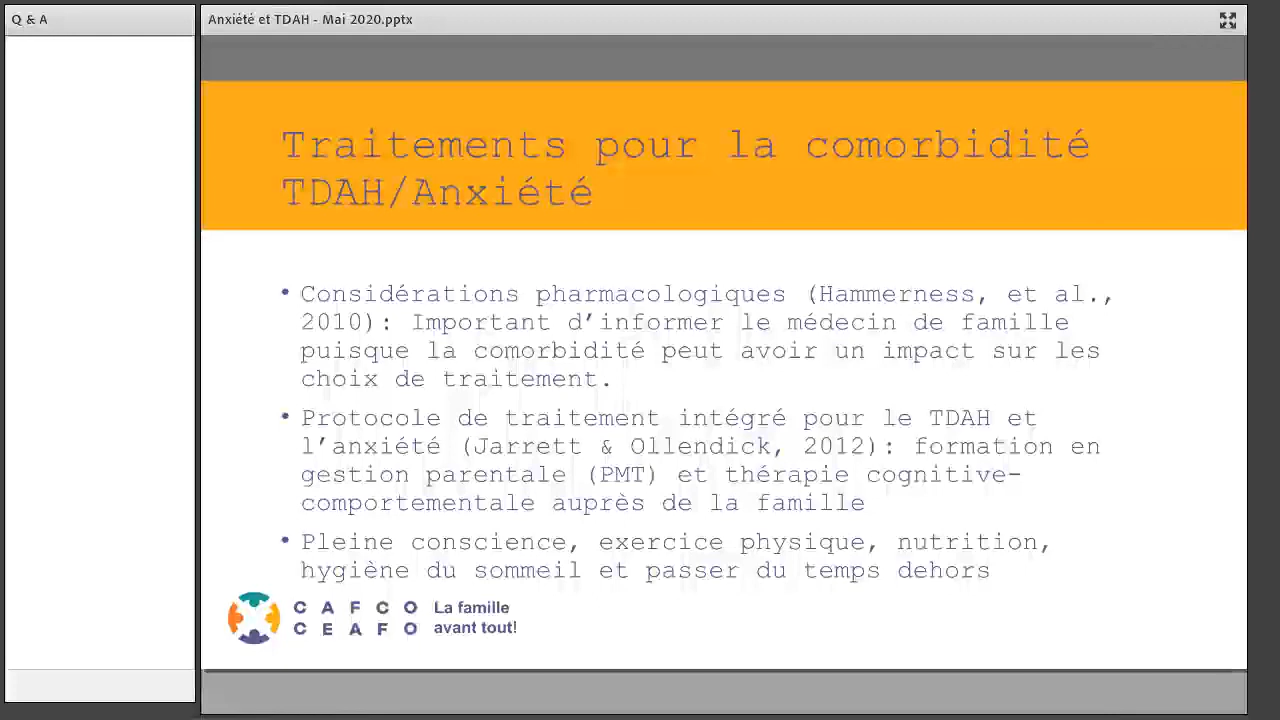 Q & A
Anxiété et TDAH - Mai 2020.pptx
Traitements pour la comorbidité
TDAH/Anxiété
• Considérations pharmacologiques (Hammerness, et al.,
2010): Important d’informer le médecin de famille
puisque la comorbidité peut avoir un impact sur les
choix de traitement.
• Protocole de traitement intégré pour le TDAH et
l’anxiété (Jarrett & Ollendick, 2012): formation en
gestion parentale (PMT) et thérapie cognitive-
comportementale auprès de la famille
• Pleine conscience, exercice physique, nutrition,
hygiène du sommeil et passer du temps dehors
CAFCO La famille
CEAFO avant tout!